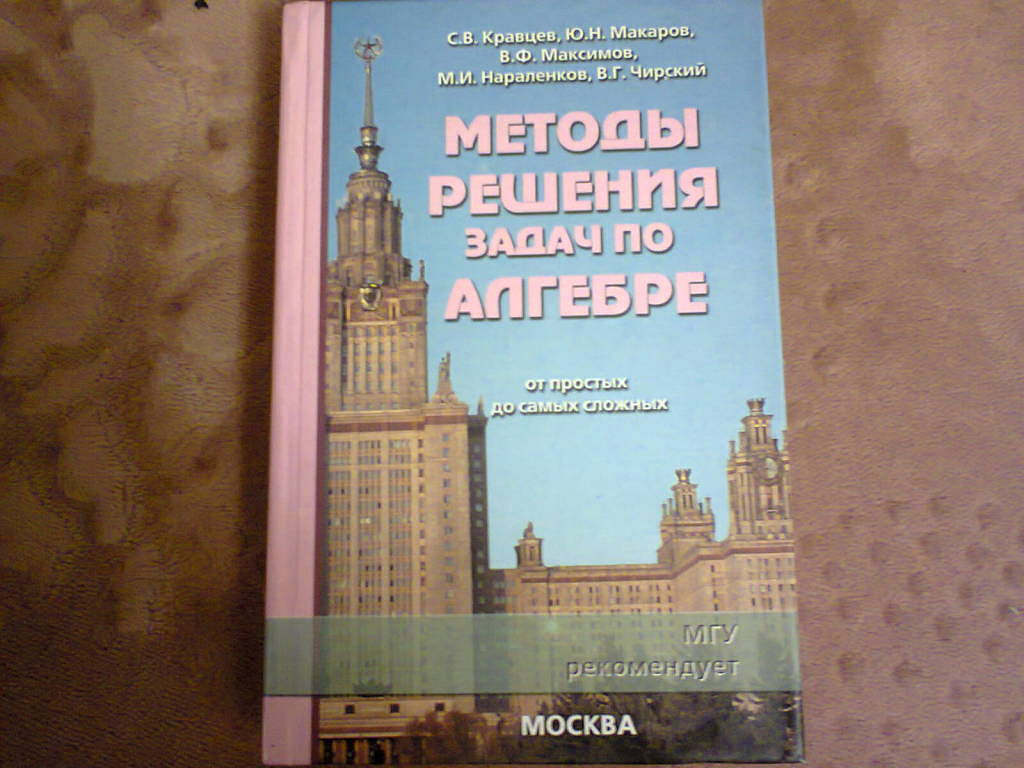 С.В. Кравцев, Ю.Н. Макаров,
В.Ф. Максимов,
М.И. Нараленков, В.Г. Чирский
МЕТОДЫ
РЕШЕНИЯ
ЗАДАЧ ПО
АЛГЕБРЕ
от простых
до самых сложных
МГУ
рекомендует
МОСКВА